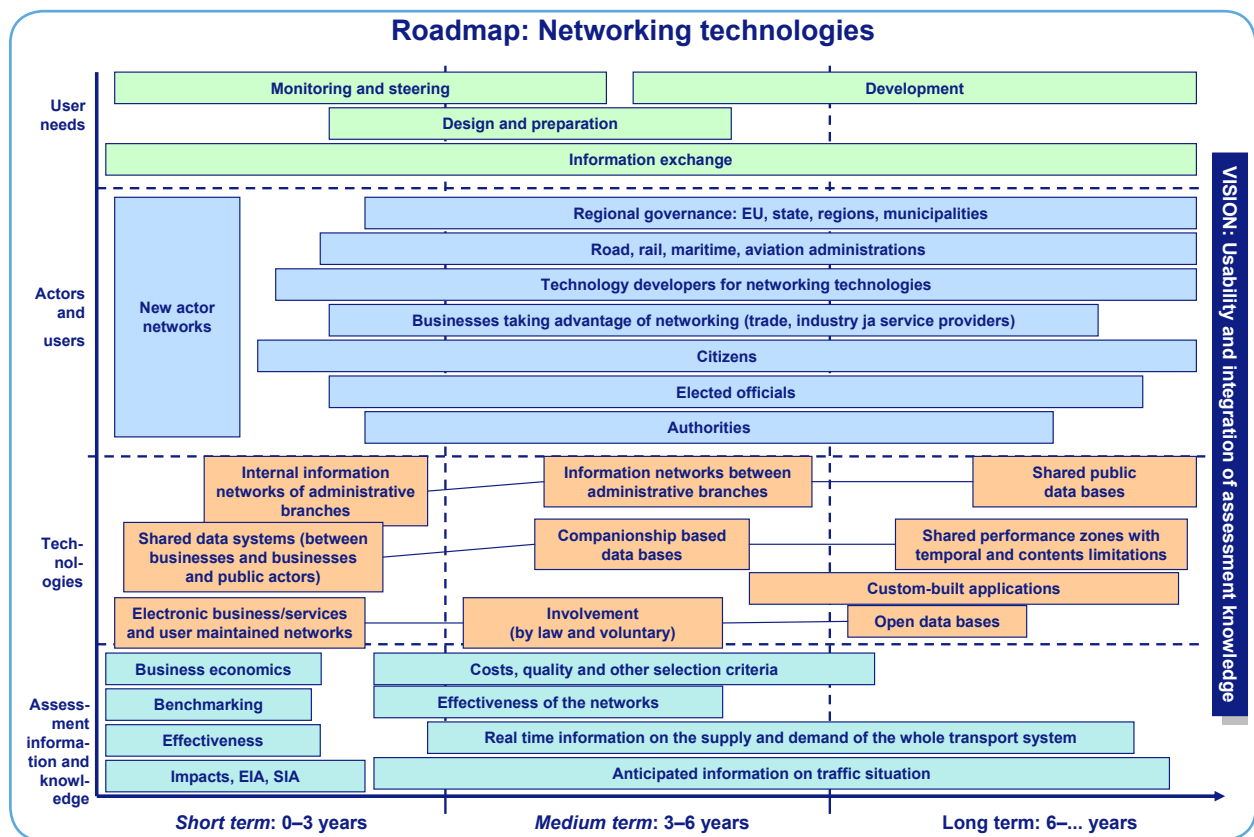 Roadmap: Networking technologies
User
needs
Monitoring and steering
Development
Design and preparation
Information exchange
Actors
and
users
New actor
networks
Regional governance: EU, state, regions, municipalities
Road, rail, maritime, aviation administrations
Technology developers for networking technologies
Businesses taking advantage of networking (trade, industry ja service providers)
Citizens
Elected officials
Authorities
Tech-
nolo-
gies
Internal information
networks of administrative
branches
Information networks between
administrative branches
Shared public
data bases
Shared data systems (between
businesses and businesses
and public actors)
Companionship based
data bases
Shared performance zones with
temporal and contents limitations
Custom-built applications
Electronic business/services
and user maintained networks
Involvement
(by law and voluntary)
Open data bases
Assess-
ment
informa-
tion and
knowl-
edge
Business economics
Costs, quality and other selection criteria
Benchmarking
Effectiveness of the networks
Effectiveness
Real time information on the supply and demand of the whole transport system
Impacts, EIA, SIA
Anticipated information on traffic situation
Short term: 0–3 years
Medium term: 3–6 years
Long term: 6–... years
VISION: Usability and integration of assessment knowledge